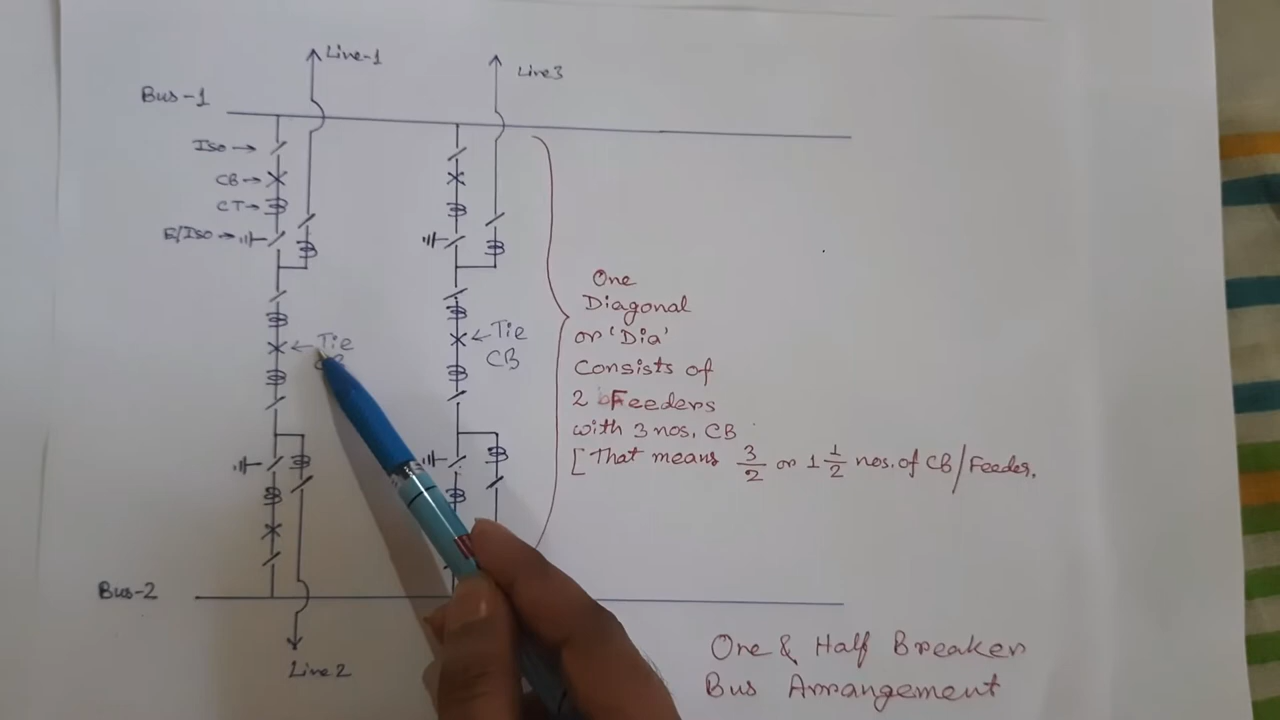 Line-1
Line3
Bus-1
Iso →
CB →
CT →
E/Iso →
← Tie
CB
← Tie
CB
One
Diagonal
or 'Dia'
Consists of
2 Feeders
with 3 nos. CB
[That means 3/2 or 1 1/2 nos. of CB/Feeder.
Bus-2
Line2
One & Half Breaker
Bus Arrangement